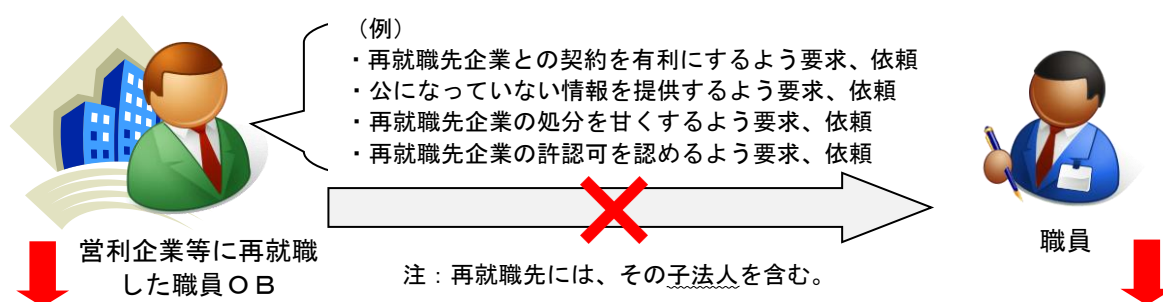 (例)
・再就職先企業との契約を有利にするよう要求、依頼
・公になっていない情報を提供するよう要求、依頼
・再就職先企業の処分を甘くするよう要求、依頼
・再就職先企業の許認可を認めるよう要求、依頼
営利企業等に再就職
した職員ＯＢ
職員
注：再就職先には、その子法人を含む。